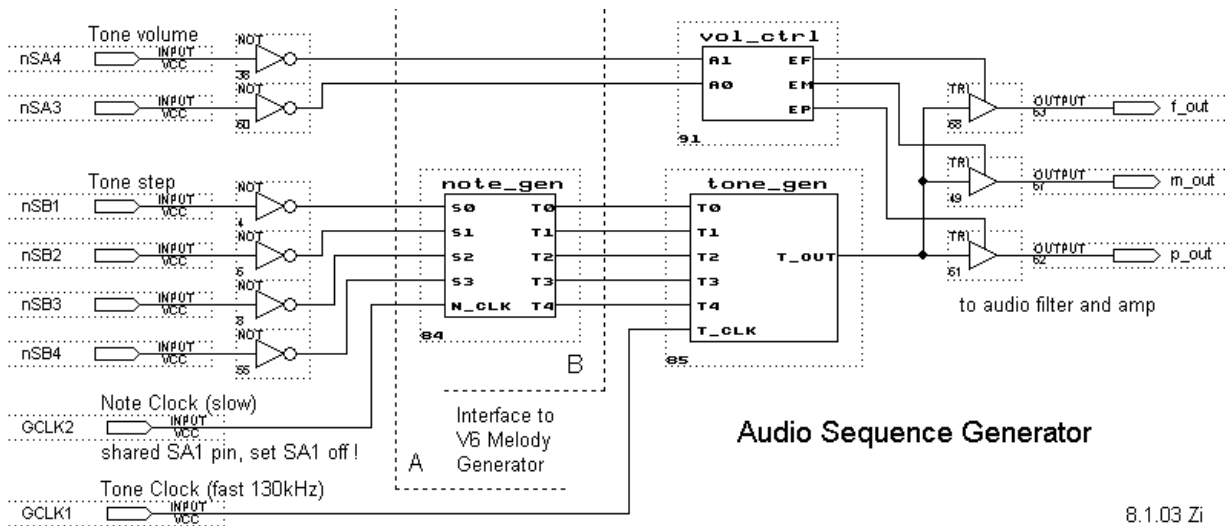 Tone volume
nSA4 INPUT VCC NOT 38
nSA3 INPUT VCC NOT 60
vol_ctrl
A1 EF
A0 EM
EP
91
TRI 68 OUTPUT 63 f_out
TRI 49 OUTPUT 67 m_out
TRI 61 OUTPUT 62 p_out
to audio filter and amp
Tone step
nSB1 INPUT VCC NOT 4
nSB2 INPUT VCC NOT 6
nSB3 INPUT VCC NOT 8
nSB4 INPUT VCC NOT 55
note_gen
S0 T0
S1 T1
S2 T2
S3 T3
N_CLK T4
84
tone_gen
T0
T1
T2 T_OUT
T3
T4
T_CLK
85
B
Note Clock (slow)
GCLK2 INPUT VCC
shared SA1 pin, set SA1 off !
A
Interface to
V6 Melody
Generator
Audio Sequence Generator
Tone Clock (fast 130kHz)
GCLK1 INPUT VCC
8.1.03 Zi